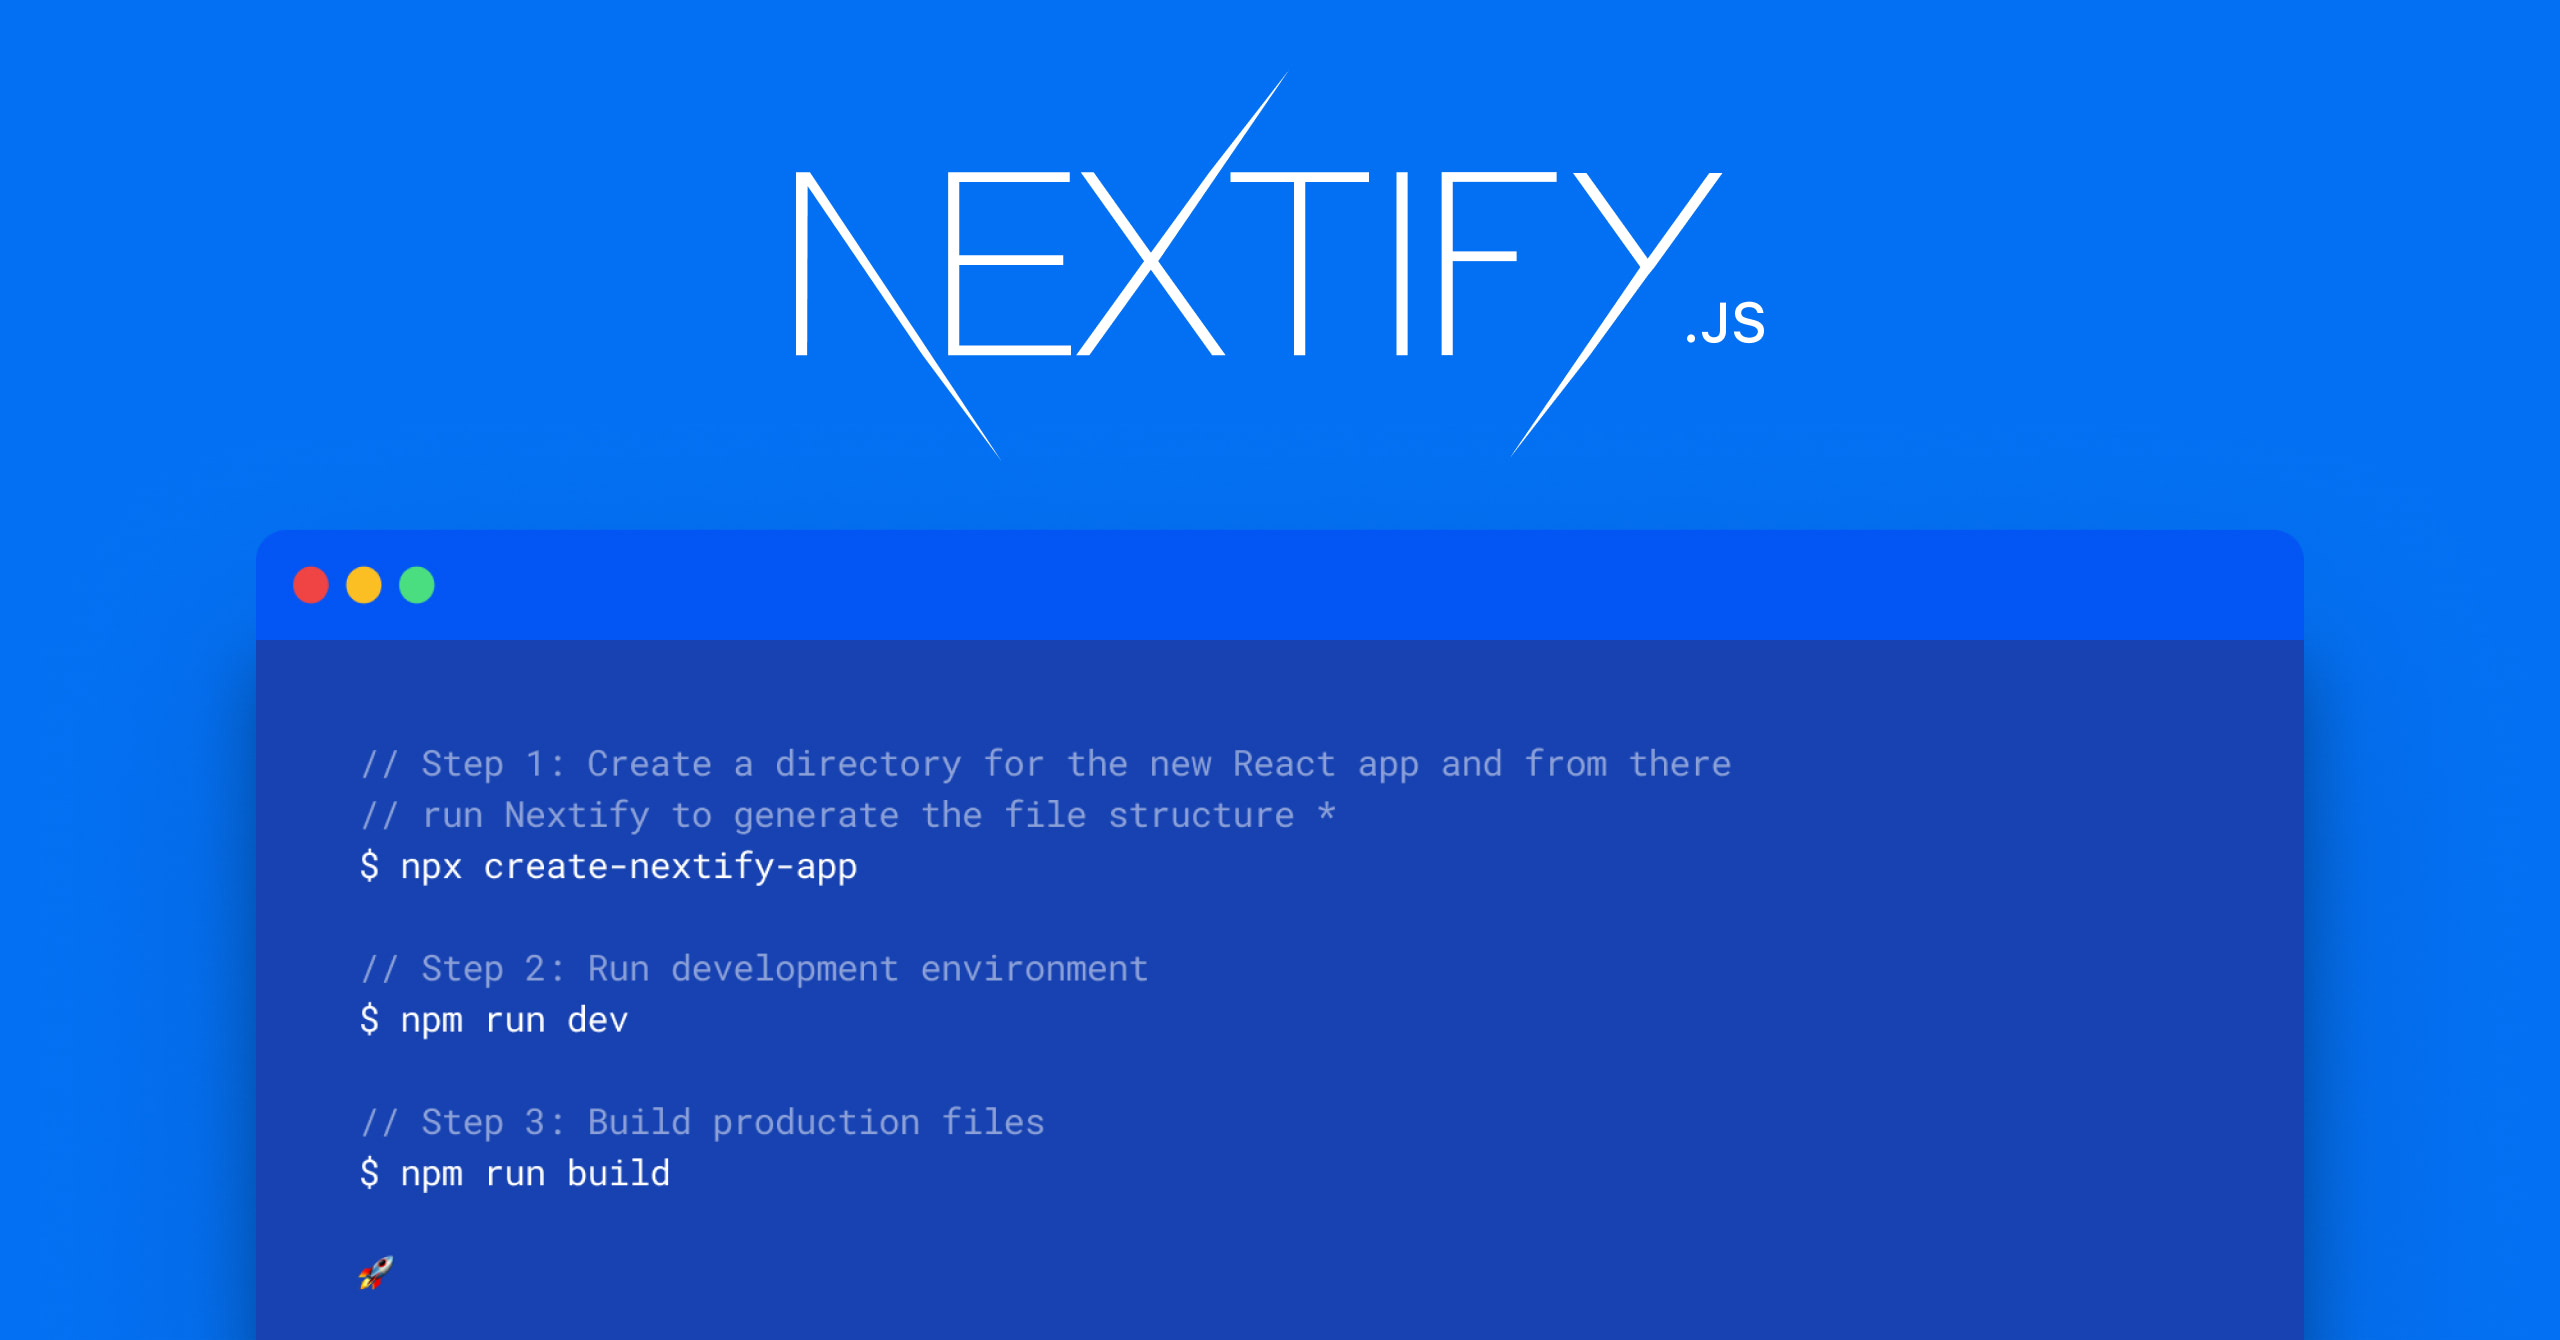 NEXTIFY.JS
// Step 1: Create a directory for the new React app and from there
// run Nextify to generate the file structure *
$ npx create-nextify-app
// Step 2: Run development environment
$ npm run dev
// Step 3: Build production files
$ npm run build